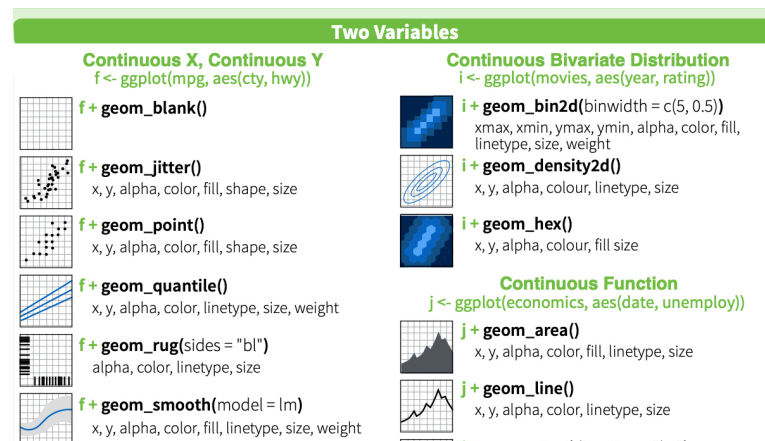 Two Variables
Continuous X, Continuous Y
f <- ggplot(mpg, aes(cty, hwy))
f + geom_blank()
f + geom_jitter()
x, y, alpha, color, fill, shape, size
f + geom_point()
x, y, alpha, color, fill, shape, size
f + geom_quantile()
x, y, alpha, color, linetype, size, weight
f + geom_rug(sides = "bl")
alpha, color, linetype, size
f + geom_smooth(model = lm)
x, y, alpha, color, fill, linetype, size, weight
Continuous Bivariate Distribution
i <- ggplot(movies, aes(year, rating))
i + geom_bin2d(binwidth = c(5, 0.5))
xmax, xmin, ymax, ymin, alpha, color, fill,
linetype, size, weight
i + geom_density2d()
x, y, alpha, colour, linetype, size
i + geom_hex()
x, y, alpha, colour, fill size
Continuous Function
j <- ggplot(economics, aes(date, unemploy))
j + geom_area()
x, y, alpha, color, fill, linetype, size
j + geom_line()
x, y, alpha, color, linetype, size